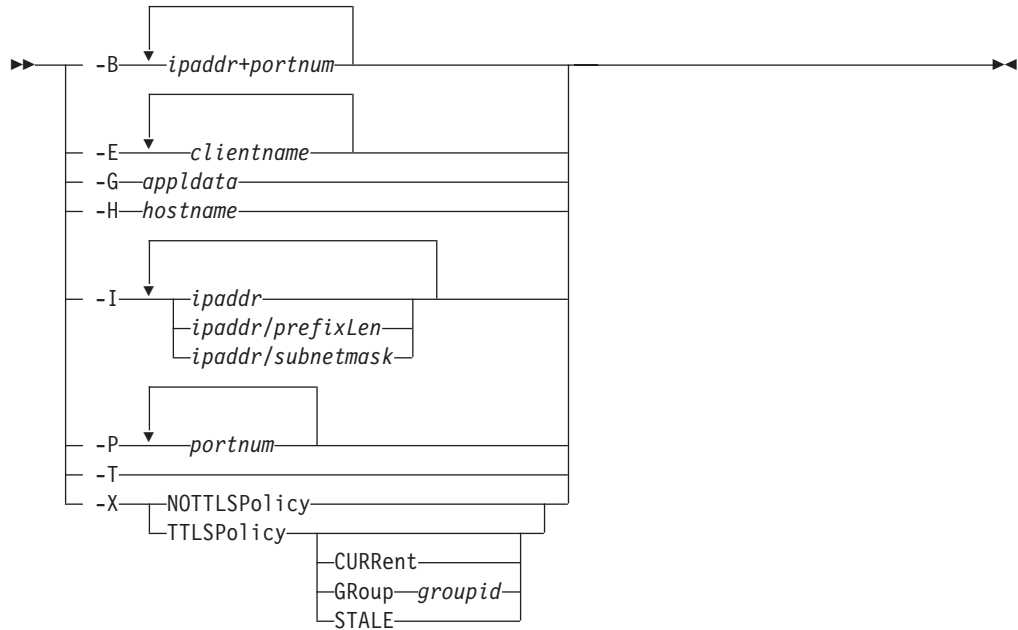 -B ipaddr+portnum
-E clientname
-G appldata
-H hostname
-I ipaddr
ipaddr/prefixLen
ipaddr/subnetmask
-P portnum
-T
-X NOTTLSPolicy
TTLSPolicy
CURRent
GRoup groupid
STALE